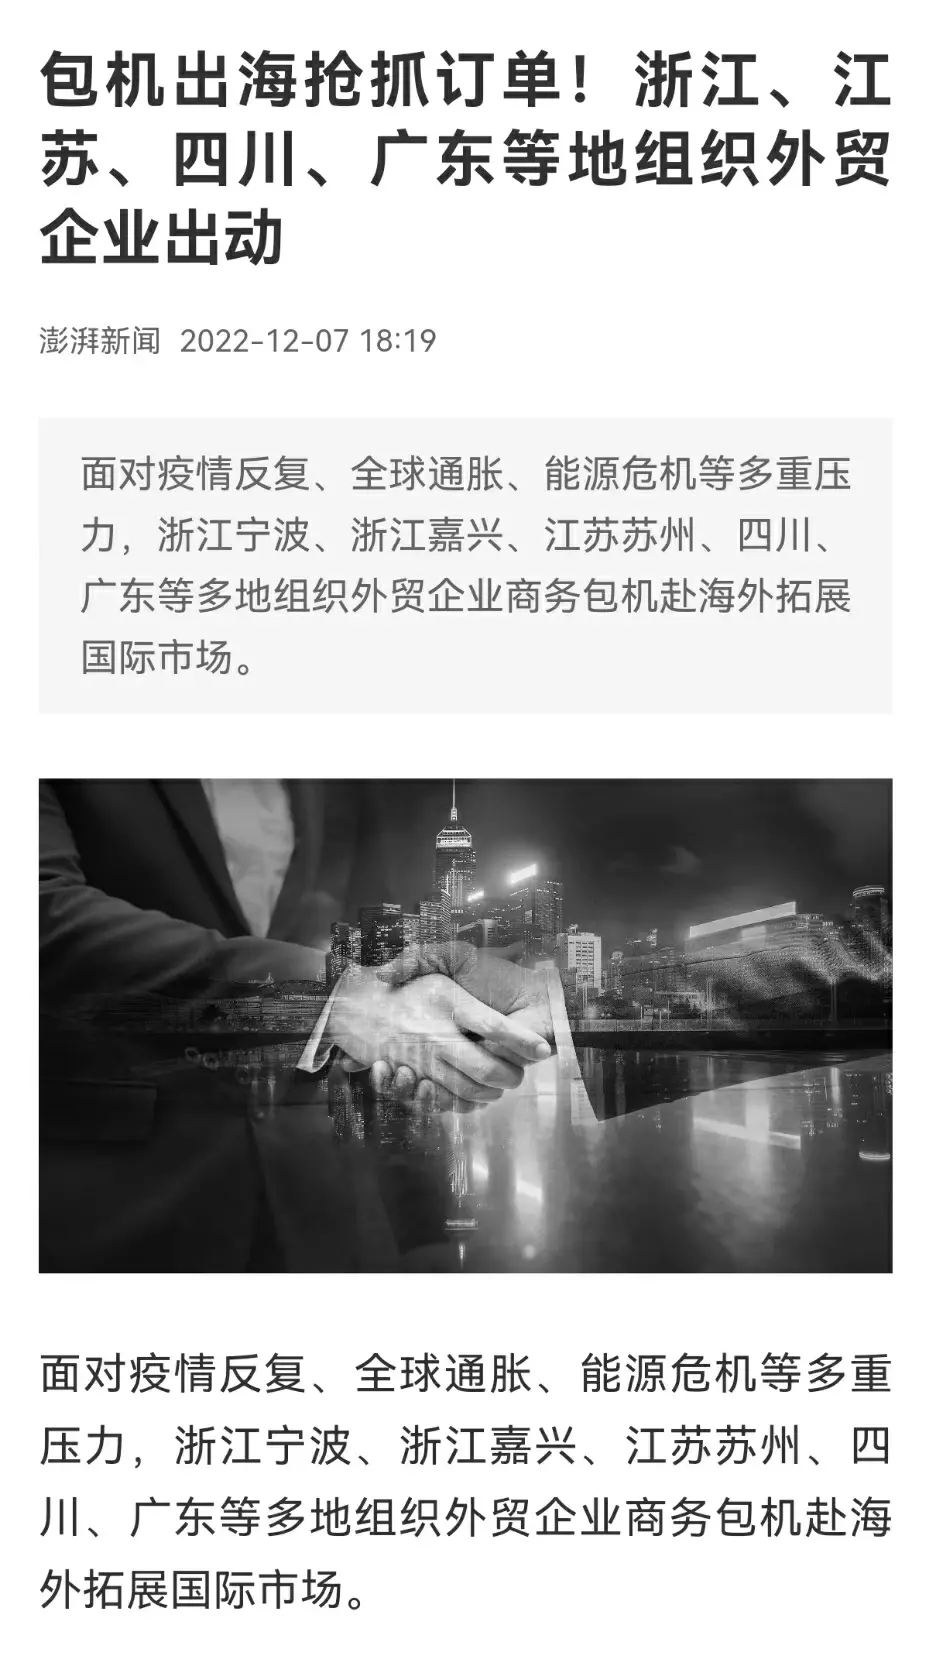 包机出海抢抓订单！浙江、江
苏、四川、广东等地组织外贸
企业出动
澎湃新闻 2022-12-07 18:19
面对疫情反复、全球通胀、能源危机等多重压
力，浙江宁波、浙江嘉兴、江苏苏州、四川、
广东等多地组织外贸企业商务包机赴海外拓展
国际市场。
面对疫情反复、全球通胀、能源危机等多重
压力，浙江宁波、浙江嘉兴、江苏苏州、四
川、广东等多地组织外贸企业商务包机赴海
外拓展国际市场。